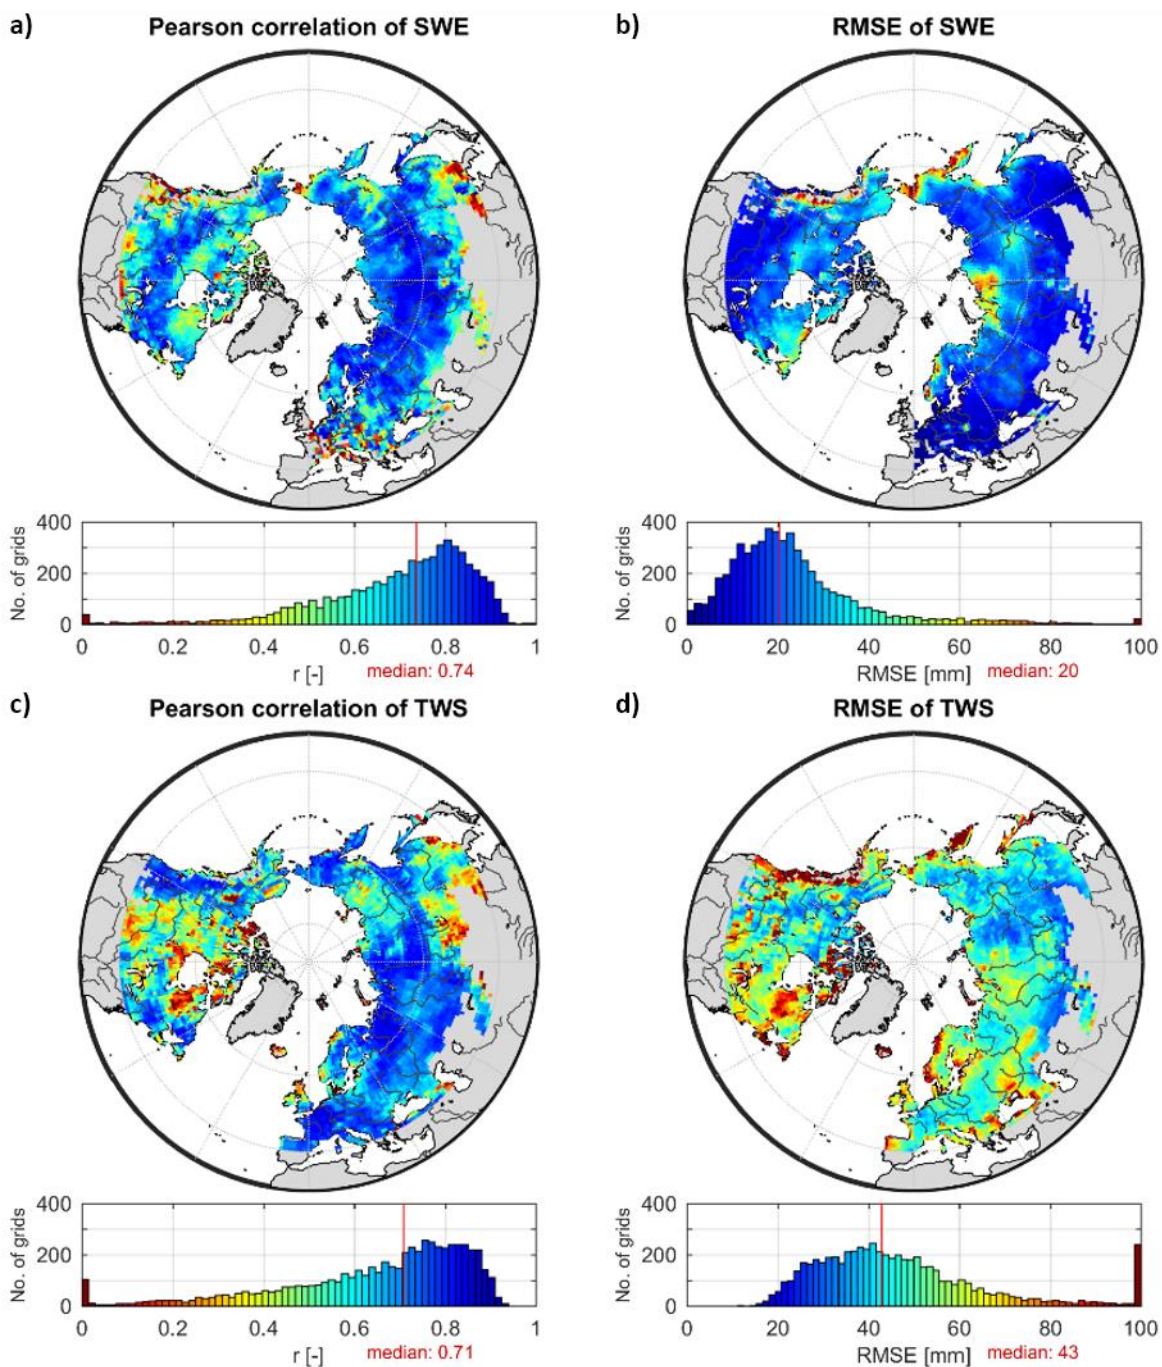 a)
Pearson correlation of SWE
b)
RMSE of SWE
No. of grids
400
200
0
0 0.2 0.4 0.6 0.8 1
r [-]
median: 0.74
No. of grids
400
200
0
0 20 40 60 80 100
RMSE [mm]
median: 20
c)
Pearson correlation of TWS
d)
RMSE of TWS
No. of grids
400
200
0
0 0.2 0.4 0.6 0.8 1
r [-]
median: 0.71
No. of grids
400
200
0
0 20 40 60 80 100
RMSE [mm]
median: 43